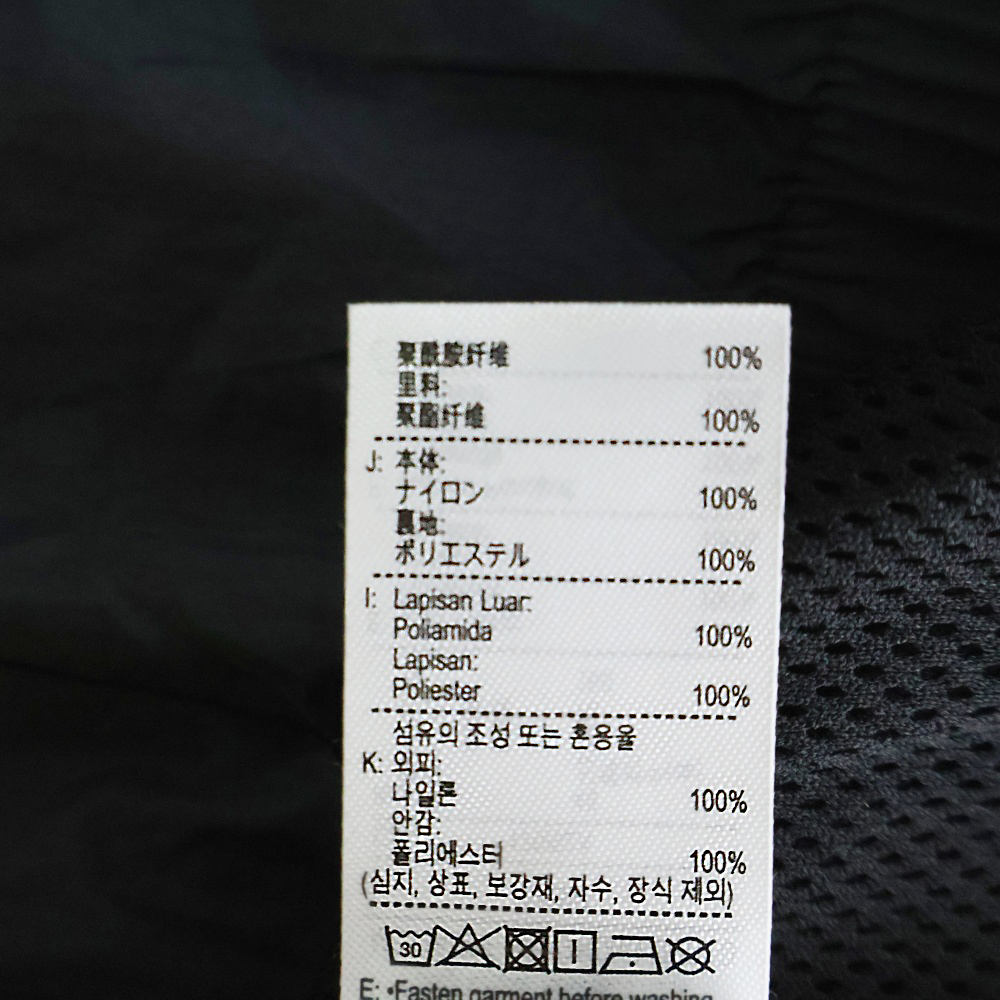 聚酰胺纤维 100%
里料:
聚酯纤维 100%
J: 本体:
ナイロン 100%
裏地:
ポリエステル 100%
I: Lapisan Luar:
Poliamida 100%
Lapisan:
Poliester 100%
섬유의 조성 또는 혼용율
K: 외피:
나일론 100%
안감:
폴리에스터 100%
(심지, 상표, 보강재, 자수, 장식 제외)
30
E: •Fasten garment before washing